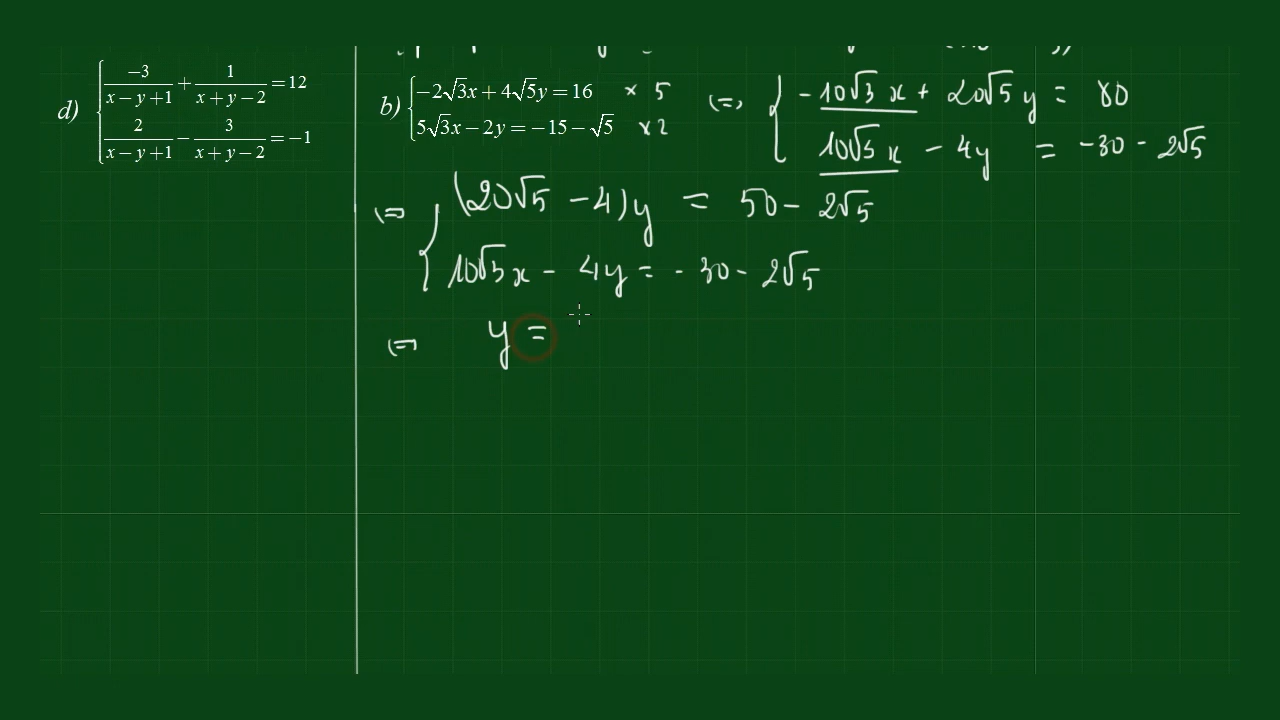 d) { -3/(x−y+1) + 1/(x+y−2) = 12
2/(x−y+1) − 3/(x+y−2) = −1
b) { −2√3x + 4√5y = 16 × 5 <=> { - 10√3 x + 20√5 y = 80
5√3x − 2y = −15 − √5 × 2 10√3 x - 4y = -30 - 2√5
<=> { (20√5 - 4) y = 50 - 2√5
10√3 x - 4y = - 30 - 2√5
<=> y =